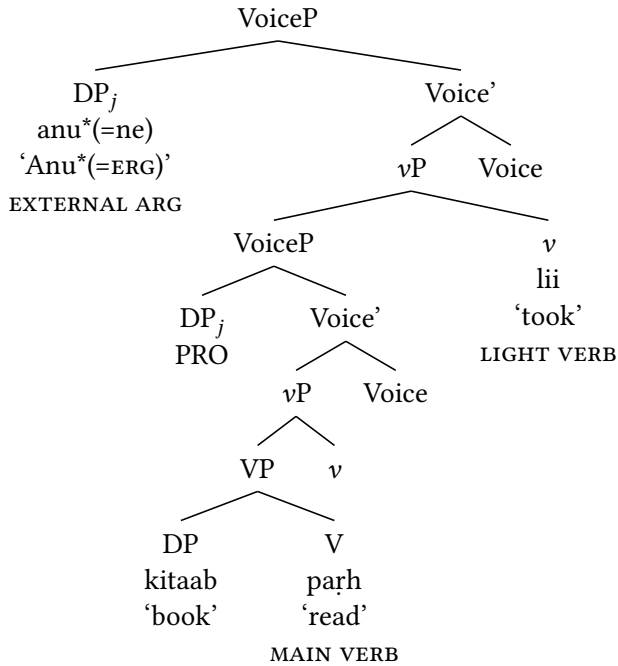 VoiceP
DPj Voice’
anu*(=ne)
‘Anu*(=ERG)’ vP Voice
EXTERNAL ARG
VoiceP v
lii
DPj Voice’ ‘took’
PRO LIGHT VERB
vP Voice
VP v
DP V
kitaab paṛh
‘book’ ‘read’
MAIN VERB